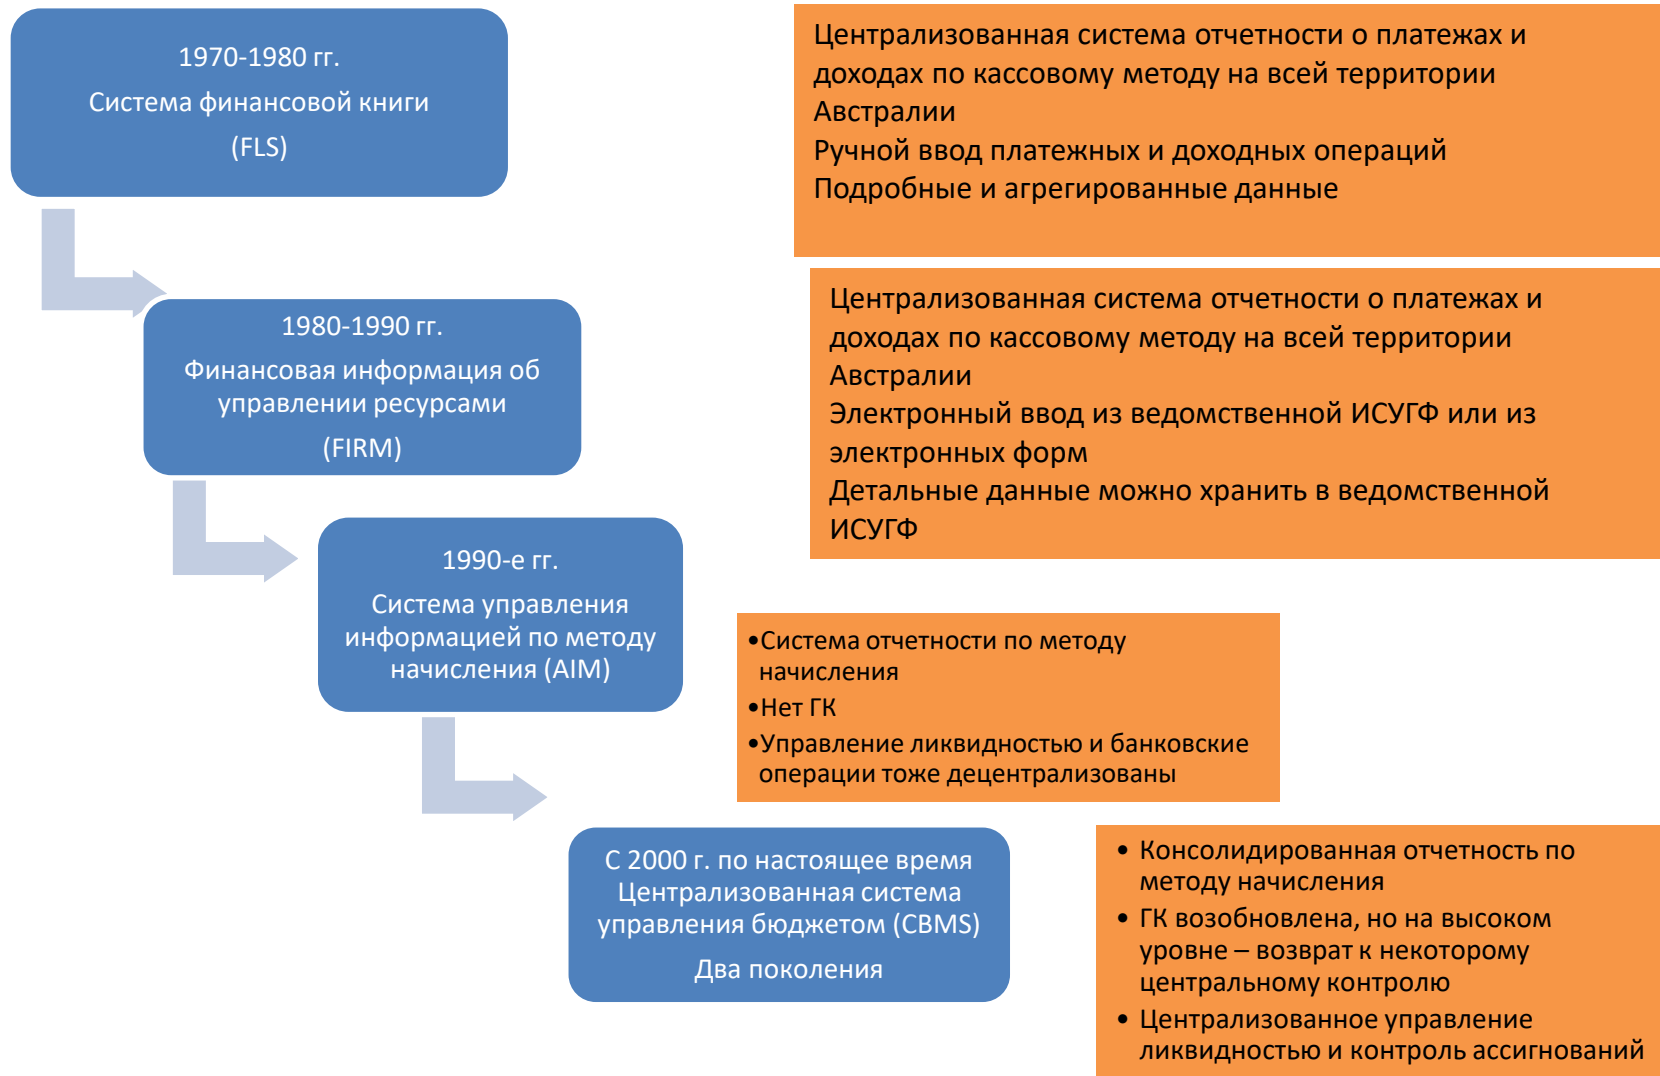 1970-1980 гг.
Система финансовой книги
(FLS)
Централизованная система отчетности о платежах и
доходах по кассовому методу на всей территории
Австралии
Ручной ввод платежных и доходных операций
Подробные и агрегированные данные
1980-1990 гг.
Финансовая информация об
управлении ресурсами
(FIRM)
Централизованная система отчетности о платежах и
доходах по кассовому методу на всей территории
Австралии
Электронный ввод из ведомственной ИСУГФ или из
электронных форм
Детальные данные можно хранить в ведомственной
ИСУГФ
1990-е гг.
Система управления
информацией по методу
начисления (AIM)
•Система отчетности по методу
начисления
•Нет ГК
•Управление ликвидностью и банковские
операции тоже децентрализованы
С 2000 г. по настоящее время
Централизованная система
управления бюджетом (CBMS)
Два поколения
• Консолидированная отчетность по
методу начисления
• ГК возобновлена, но на высоком
уровне – возврат к некоторому
центральному контролю
• Централизованное управление
ликвидностью и контроль ассигнований